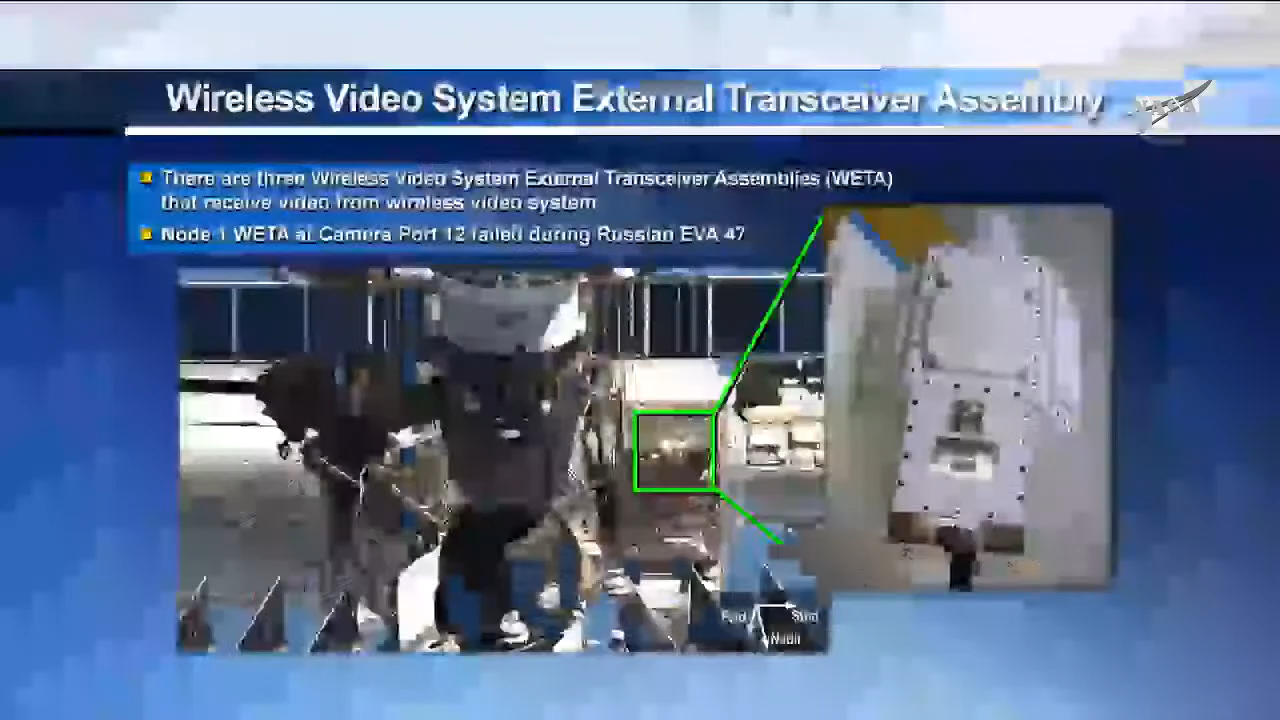 Wireless Video System External Transceiver Assembly
NASA
There are three Wireless Video System External Transceiver Assemblies (WETA)
that receive video from wireless video system
Node 1 WETA at Camera Port 12 failed during Russian EVA 47
Fwd
Stbd
Nadir